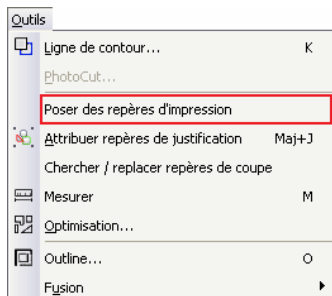 Outils
Ligne de contour... K
PhotoCut...
Poser des repères d'impression
Attribuer repères de justification Maj+J
Chercher / replacer repères de coupe
Mesurer M
Optimisation...
Outline... O
Fusion